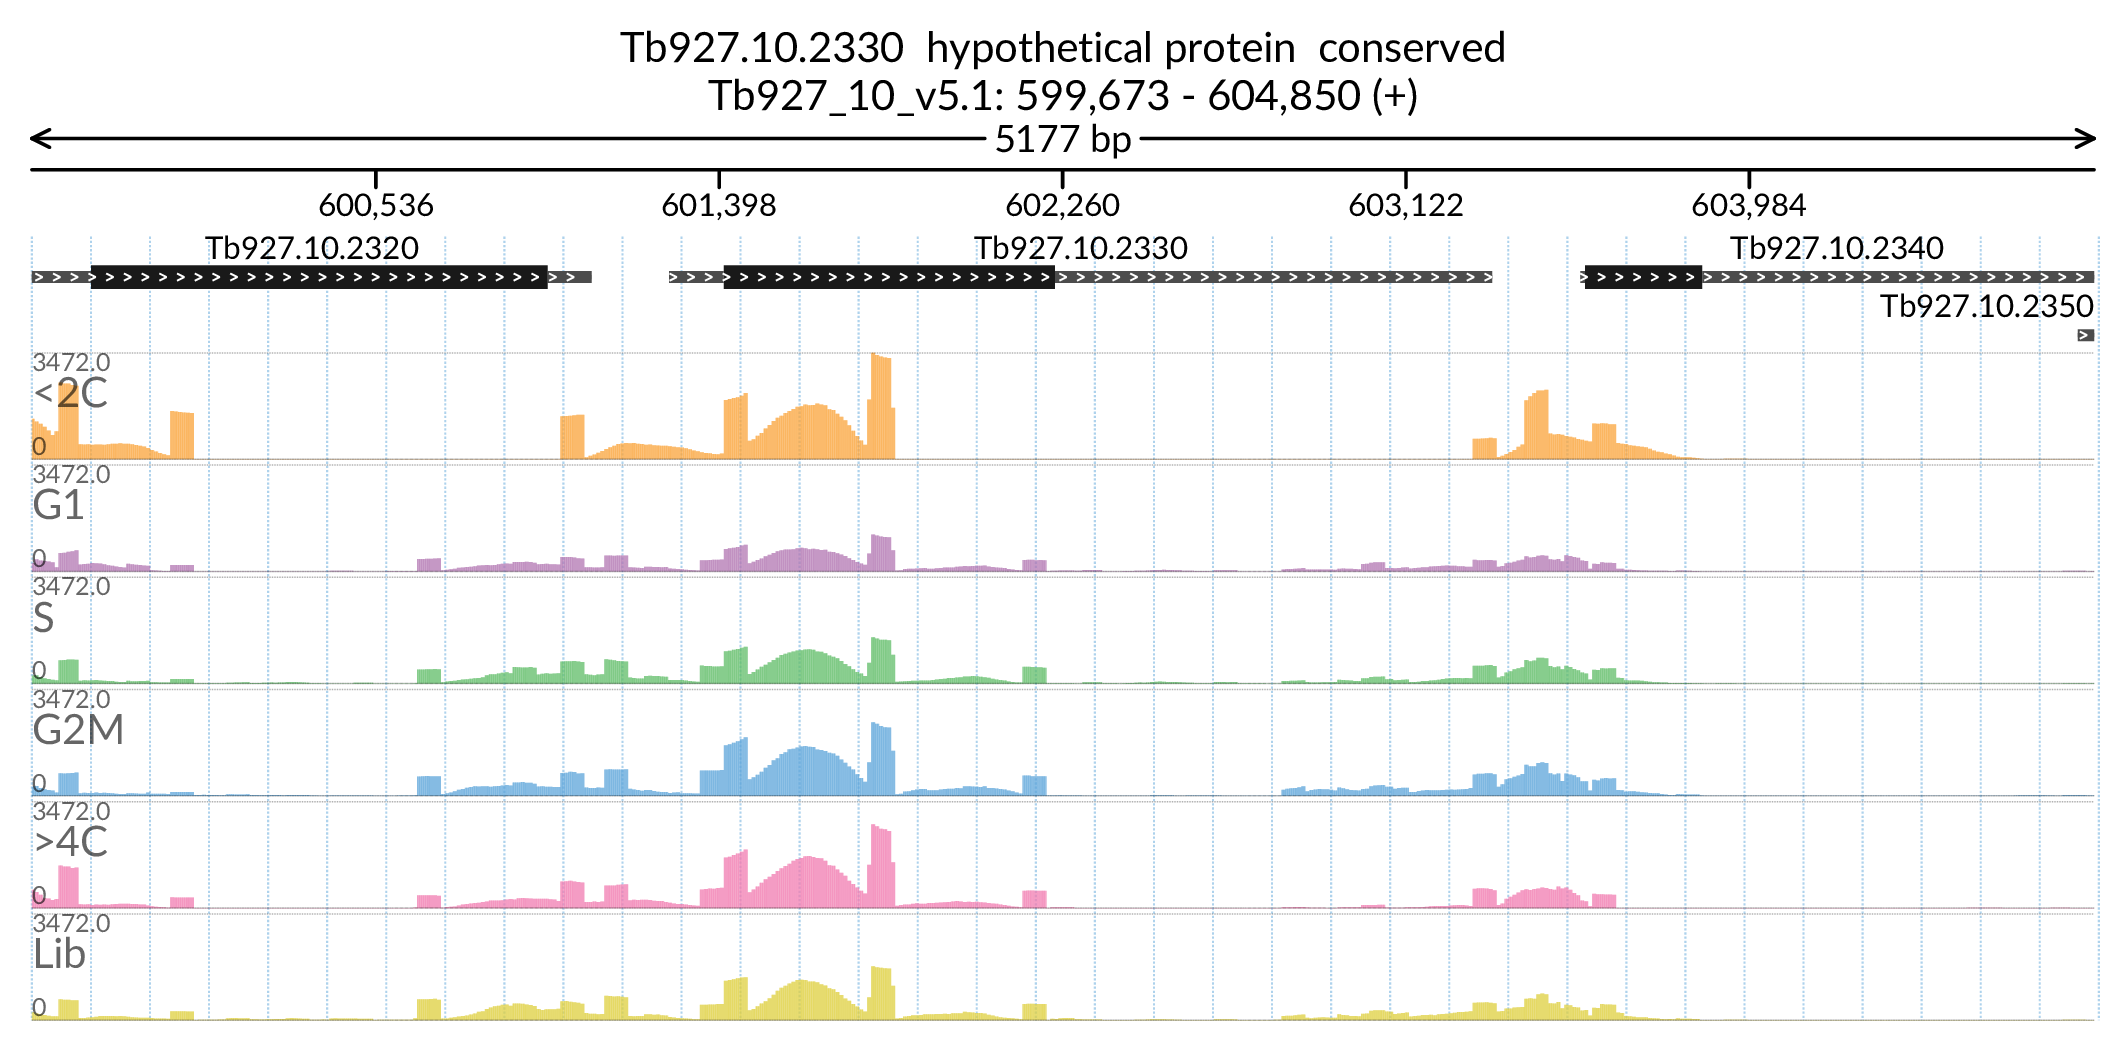 Tb927.10.2330  hypothetical protein  conserved
Tb927_10_v5.1: 599,673 - 604,850 (+)
5177 bp
600,536 601,398 602,260 603,122 603,984
Tb927.10.2320 Tb927.10.2330 Tb927.10.2340
Tb927.10.2350
3472.0
<2C
0
3472.0
G1
0
3472.0
S
0
3472.0
G2M
0
3472.0
>4C
0
3472.0
Lib
0